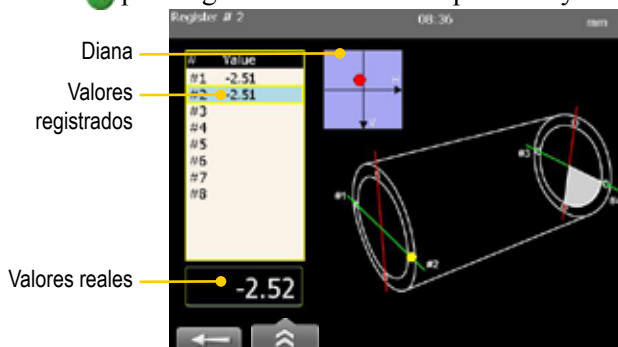 Register # 2 08:36 mm
Diana
# Value
#1 -2.51
Valores registrados
#2 -2.51
#3
#4
#5
#6
#7
#8
#1
#2
#3
Valores reales
-2.52